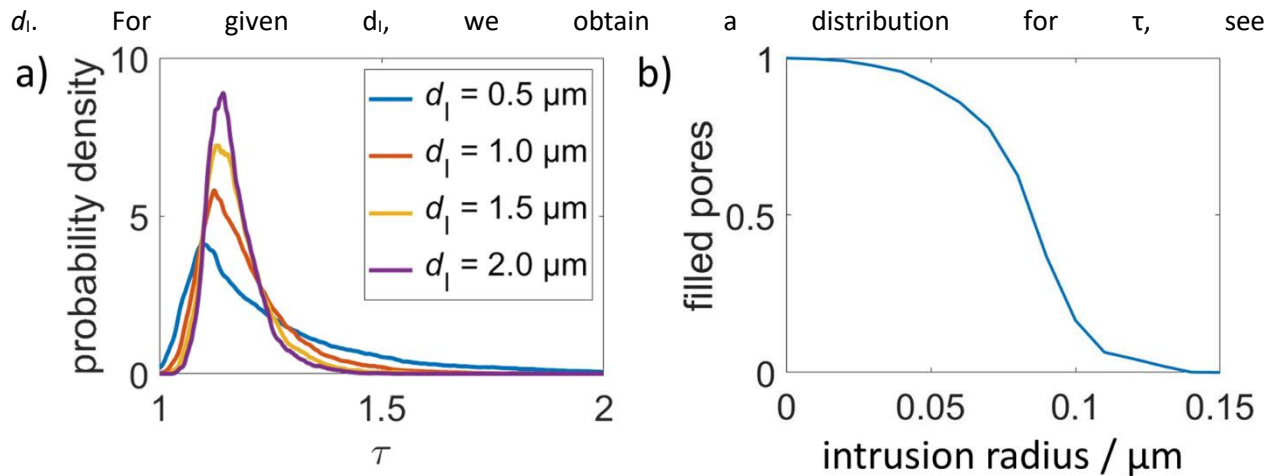 dₗ. For given dₗ, we obtain a distribution for τ, see
a)
10
5
0
probability density
1
1.5
2
τ
dₗ = 0.5 μm
dₗ = 1.0 μm
dₗ = 1.5 μm
dₗ = 2.0 μm
b)
1
0.5
0
filled pores
0
0.05
0.1
0.15
intrusion radius / μm